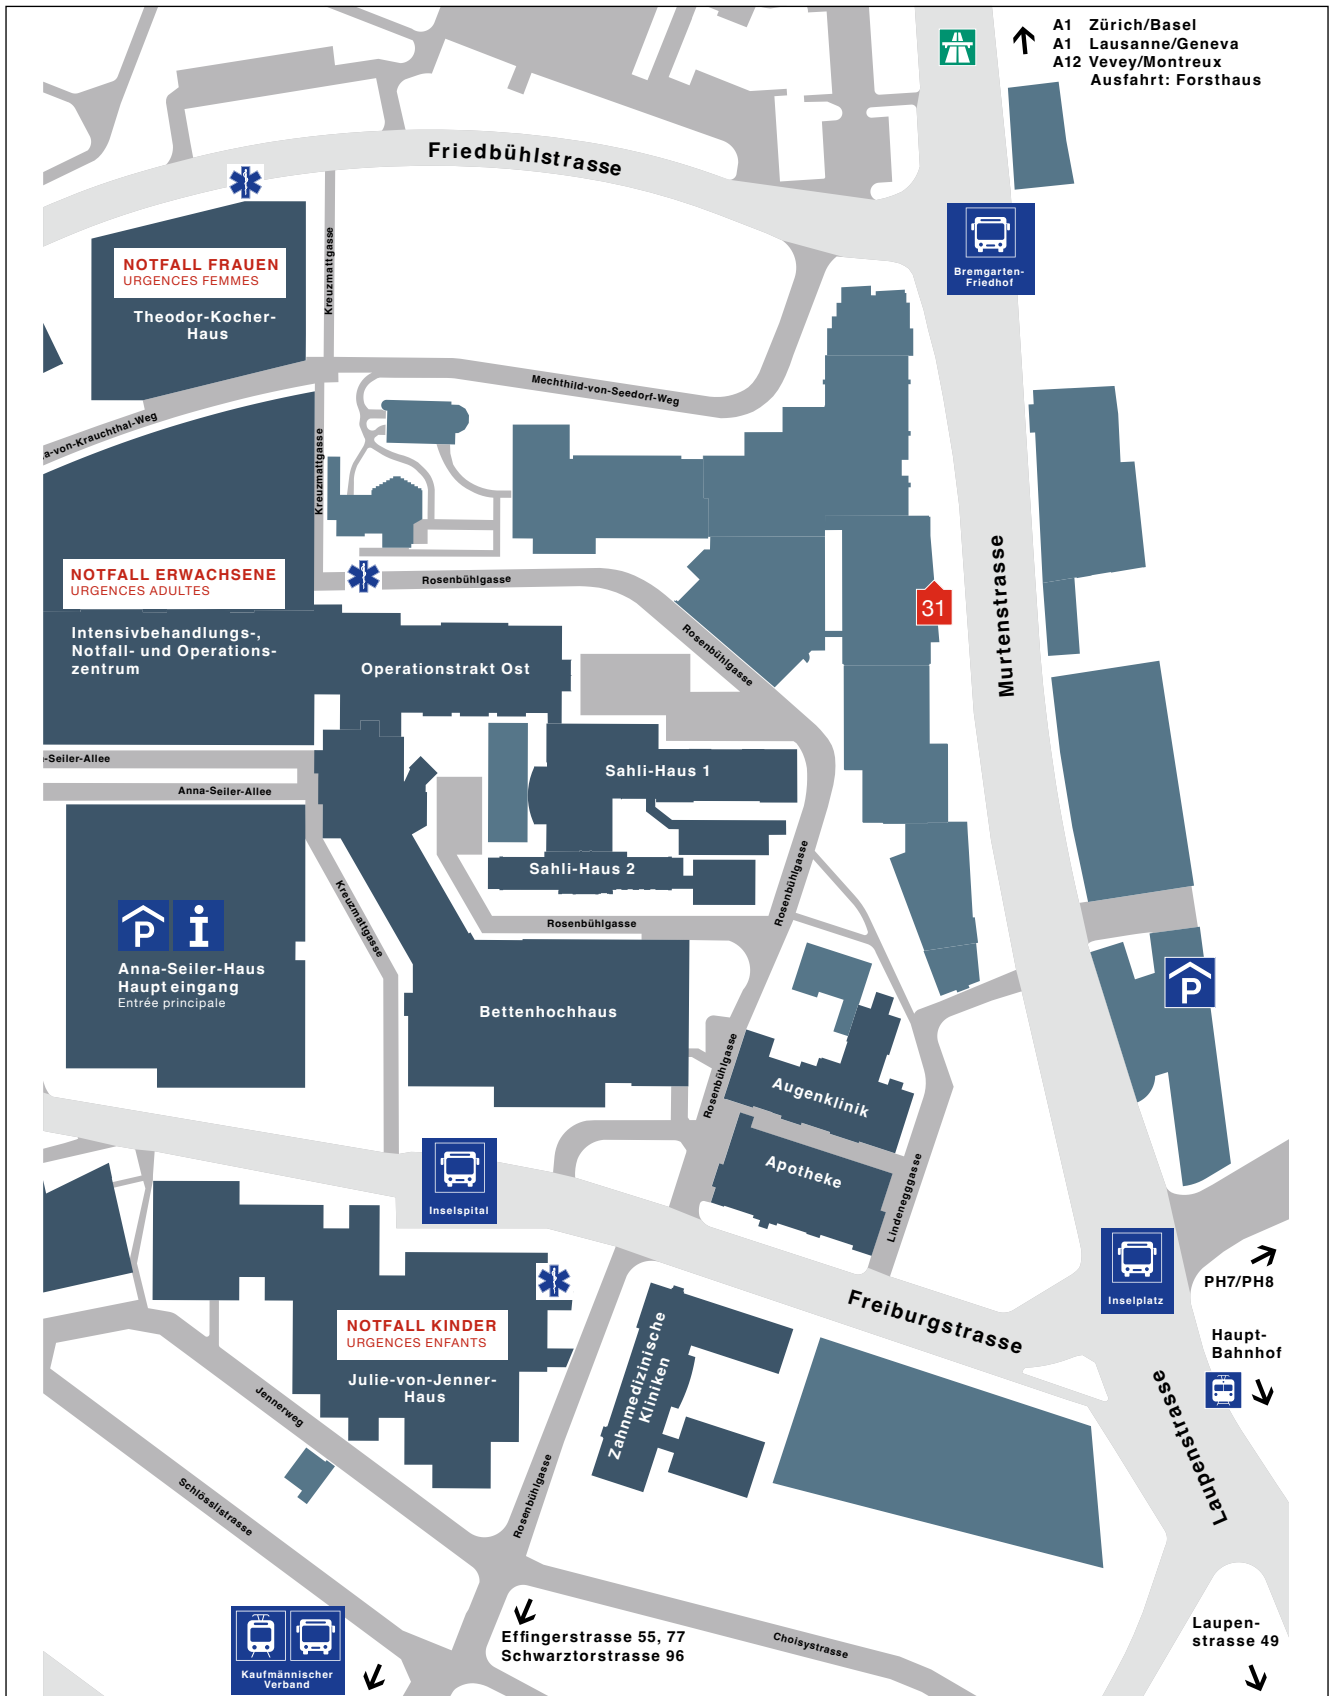 A1 Zürich/Basel
A1 Lausanne/Geneva
A12 Vevey/Montreux
Ausfahrt: Forsthaus
Friedbühlstrasse
Bremgarten-
Friedhof
Kreuzmattgasse
NOTFALL FRAUEN
URGENCES FEMMES
Theodor-Kocher-
Haus
Mechthild-von-Seedorf-Weg
a-von-Krauchthal-Weg
Kreuzmattgasse
NOTFALL ERWACHSENE
URGENCES ADULTES
Rosenbühlgasse
31
Murtenstrasse
Intensivbehandlungs-,
Notfall- und Operations-
zentrum
Operationstrakt Ost
Rosenbühlgasse
-Seiler-Allee
Anna-Seiler-Allee
Sahli-Haus 1
Sahli-Haus 2
Rosenbühlgasse
Kreuzmattgasse
Rosenbühlgasse
P i
Anna-Seiler-Haus
Haupteingang
Entrée principale
P
Bettenhochhaus
Rosenbühlgasse
Augenklinik
Apotheke
Lindenegggasse
Inselspital
Inselplatz
PH7/PH8
Freiburgstrasse
NOTFALL KINDER
URGENCES ENFANTS
Julie-von-Jenner-
Haus
Zahnmedizinische
Kliniken
Haupt-
Bahnhof
Laupenstrasse
Jennerweg
Schlösslistrasse
Rosenbühlgasse
Effingerstrasse 55, 77
Schwarztorstrasse 96
Choisystrasse
Laupen-
strasse 49
Kaufmännischer
Verband